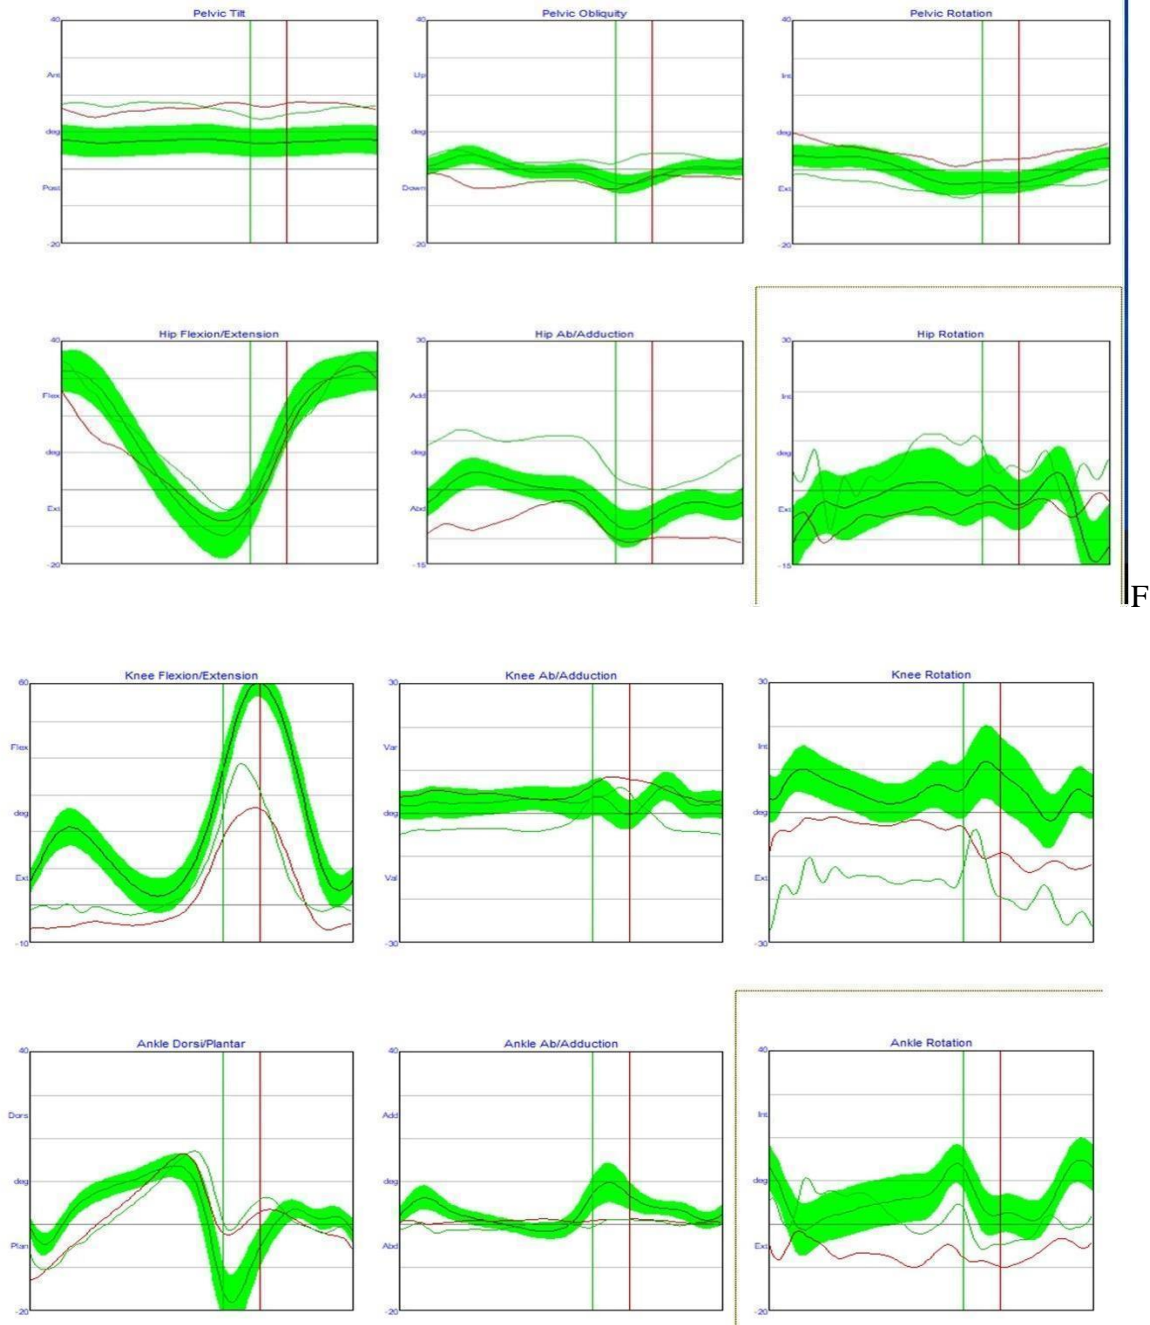 Pelvic Tilt
40
Ant
deg
Post
-20
Pelvic Obliquity
40
Up
deg
Down
-20
Pelvic Rotation
40
Int
deg
Ext
-20
Hip Flexion/Extension
40
Flex
deg
Ext
-20
Hip Ab/Adduction
30
Add
deg
Abd
-15
Hip Rotation
30
Int
deg
Ext
-15
F
Knee Flexion/Extension
60
Flex
deg
Ext
-10
Knee Ab/Adduction
30
Var
deg
Val
-30
Knee Rotation
30
Int
deg
Ext
-30
Ankle Dorsi/Plantar
40
Dors
deg
Plan
-20
Ankle Ab/Adduction
40
Add
deg
Abd
-20
Ankle Rotation
40
Int
deg
Ext
-20